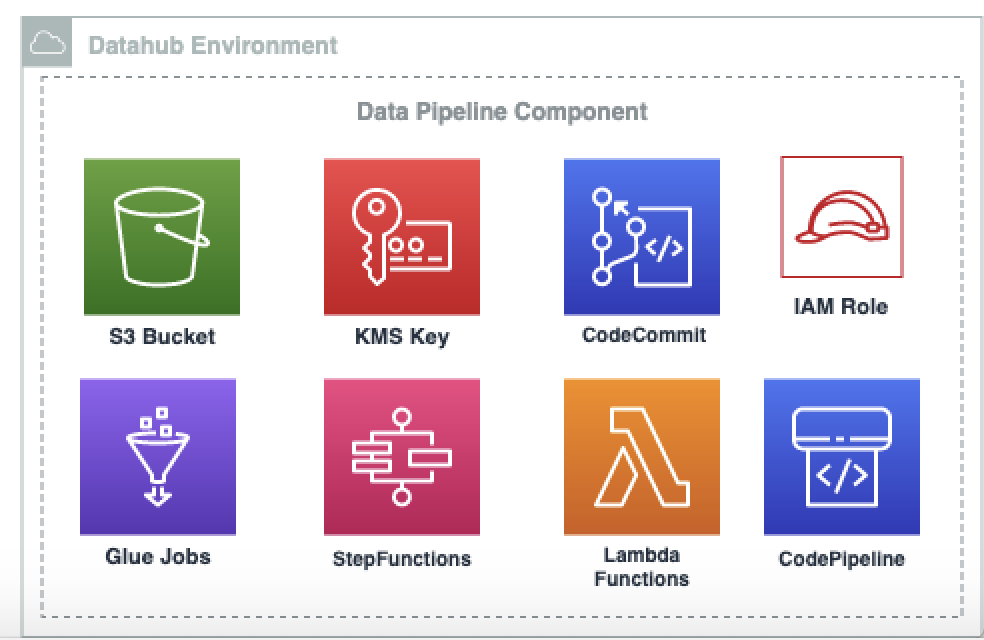 Datahub Environment
Data Pipeline Component
S3 Bucket
KMS Key
CodeCommit
IAM Role
Glue Jobs
StepFunctions
Lambda
Functions
CodePipeline